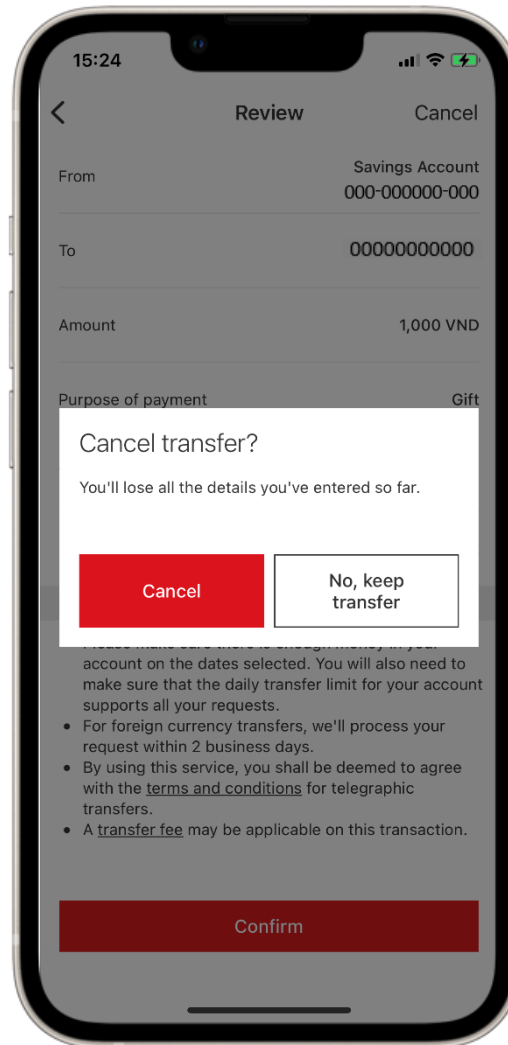 15:24
Review
Cancel
From
Savings Account
000-000000-000
To
00000000000
Amount
1,000 VND
Purpose of payment
Gift
Cancel transfer?
You'll lose all the details you've entered so far.
Cancel
No, keep
transfer
account on the dates selected. You will also need to
make sure that the daily transfer limit for your account
supports all your requests.
• For foreign currency transfers, we'll process your
request within 2 business days.
• By using this service, you shall be deemed to agree
with the terms and conditions for telegraphic
transfers.
• A transfer fee may be applicable on this transaction.
Confirm